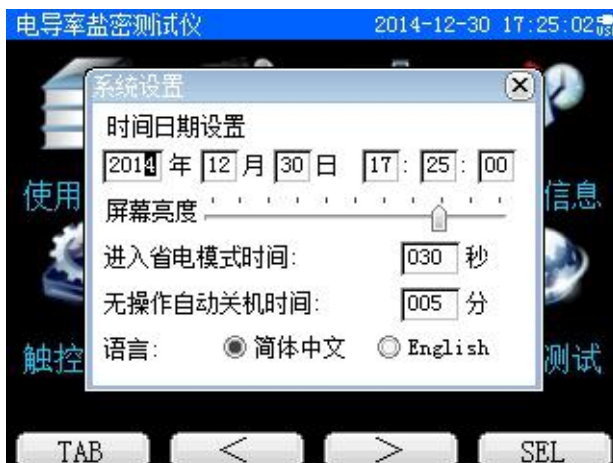 电导率盐密测试仪 2014-12-30 17:25:02
系统设置
时间日期设置
2014 年 12 月 30 日 17 : 25 : 00
使用
信息
屏幕亮度
进入省电模式时间: 030 秒
无操作自动关机时间: 005 分
触控
测试
语言: 简体中文 English
TAB < > SEL